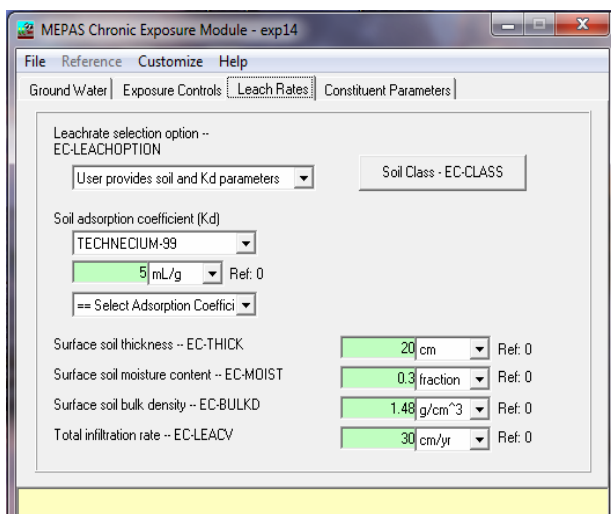 MEPAS Chronic Exposure Module - exp14
File Reference Customize Help
Ground Water Exposure Controls Leach Rates Constituent Parameters
Leachrate selection option --
EC-LEACHOPTION
User provides soil and Kd parameters
Soil Class - EC-CLASS
Soil adsorption coefficient (Kd)
TECHNECIUM-99
5 mL/g Ref: 0
== Select Adsorption Coeffici
Surface soil thickness -- EC-THICK 20 cm Ref: 0
Surface soil moisture content -- EC-MOIST 0.3 fraction Ref: 0
Surface soil bulk density -- EC-BULKD 1.48 g/cm^3 Ref: 0
Total infiltration rate -- EC-LEACV 30 cm/yr Ref: 0